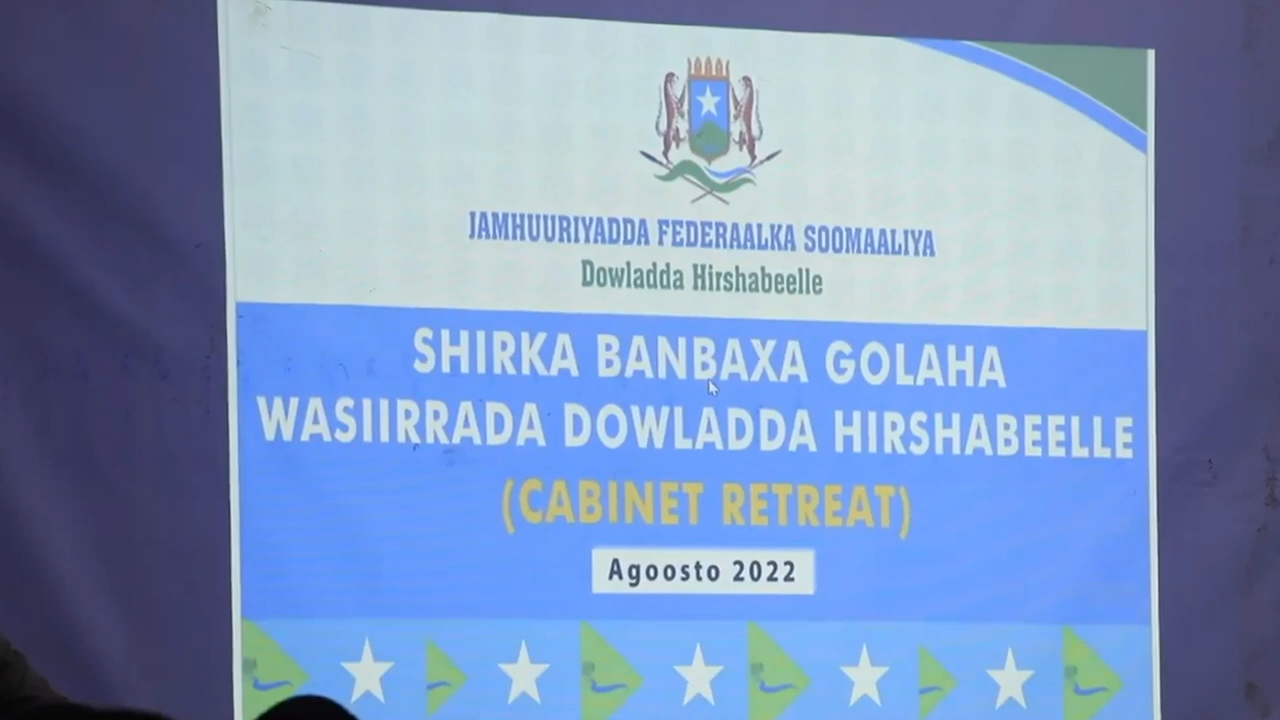 JAMHUURIYADDA FEDERAALKA SOOMAALIYA
Dowladda Hirshabeelle
SHIRKA BANBAXA GOLAHA
WASIIRRADA DOWLADDA HIRSHABEELLE
(CABINET RETREAT)
Agoosto 2022